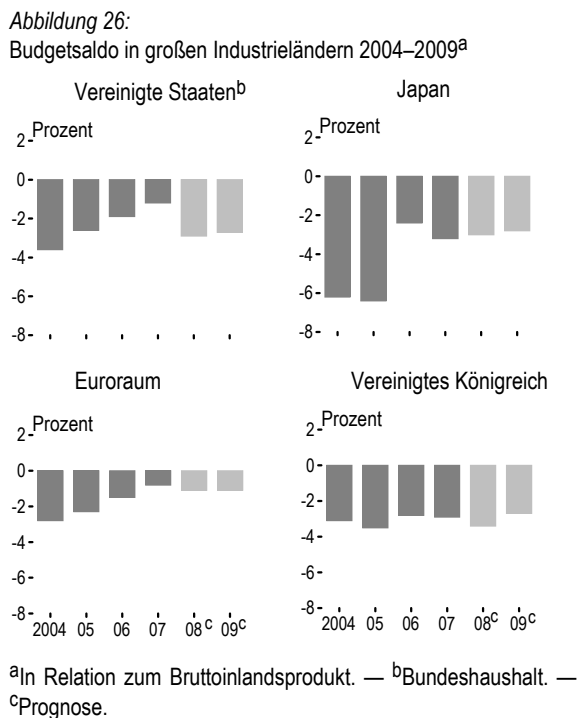 Abbildung 26:
Budgetsaldo in großen Industrieländern 2004–2009a
Vereinigte Staatenb
Prozent
2
0
-2
-4
-6
-8
Japan
Prozent
2
0
-2
-4
-6
-8
Euroraum
Prozent
2
0
-2
-4
-6
-8
2004 05 06 07 08c 09c
Vereinigtes Königreich
Prozent
2
0
-2
-4
-6
-8
2004 05 06 07 08c 09c
aIn Relation zum Bruttoinlandsprodukt. — bBundeshaushalt. —
cPrognose.